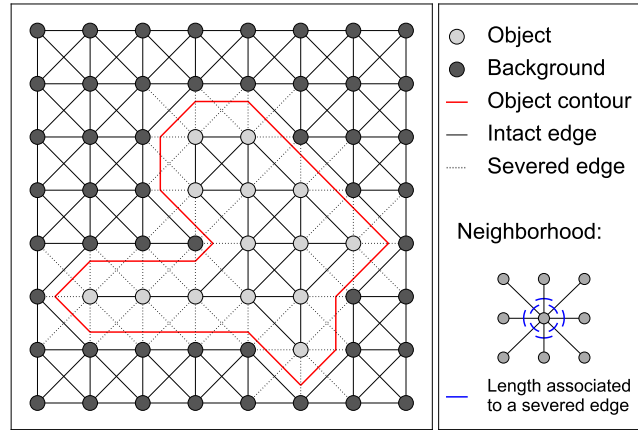 Object
Background
Object contour
Intact edge
Severed edge
Neighborhood:
Length associated
to a severed edge